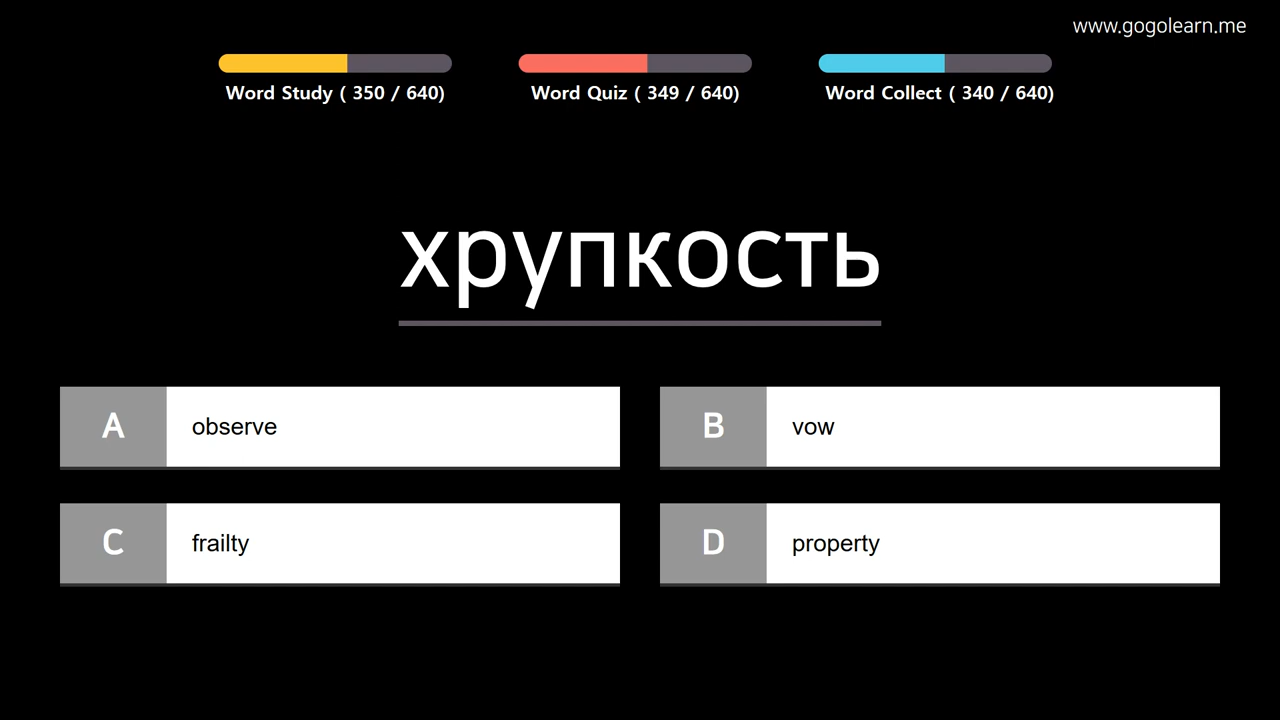 www.gogolearn.me
Word Study ( 350 / 640)
Word Quiz ( 349 / 640)
Word Collect ( 340 / 640)
хрупкость
A observe
B vow
C frailty
D property